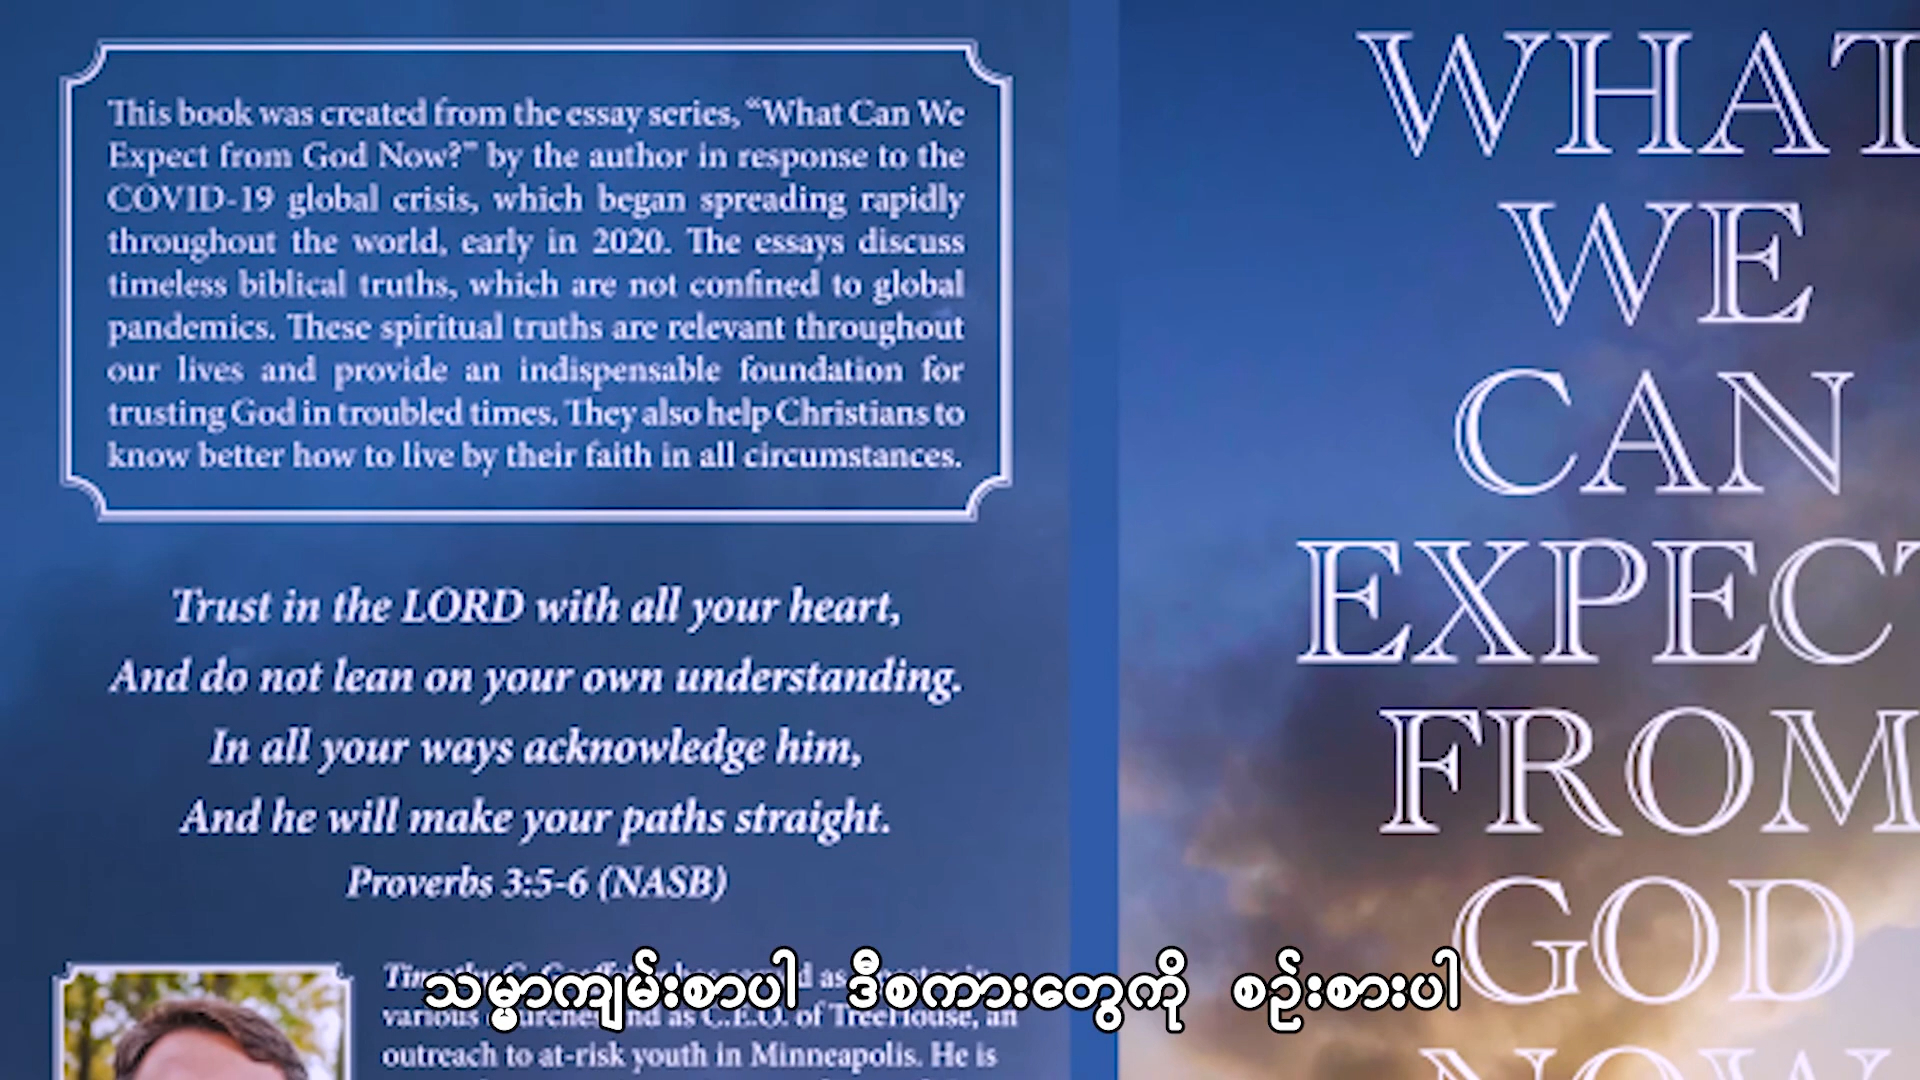 This book was created from the essay series, “What Can We
Expect from God Now?” by the author in response to the
COVID-19 global crisis, which began spreading rapidly
throughout the world, early in 2020. The essays discuss
timeless biblical truths, which are not confined to global
pandemics. These spiritual truths are relevant throughout
our lives and provide an indispensable foundation for
trusting God in troubled times. They also help Christians to
know better how to live by their faith in all circumstances.
Trust in the LORD with all your heart,
And do not lean on your own understanding.
In all your ways acknowledge him,
And he will make your paths straight.
Proverbs 3:5-6 (NASB)
various and as C.E.O. of TreeHouse, an
outreach to at-risk youth in Minneapolis. He is
WHAT
WE
CAN
EXPECT
FROM
GOD
NOW
သမ္မာကျမ်းစာပါ ဒီစကားတွေကို စဉ်းစားပါ